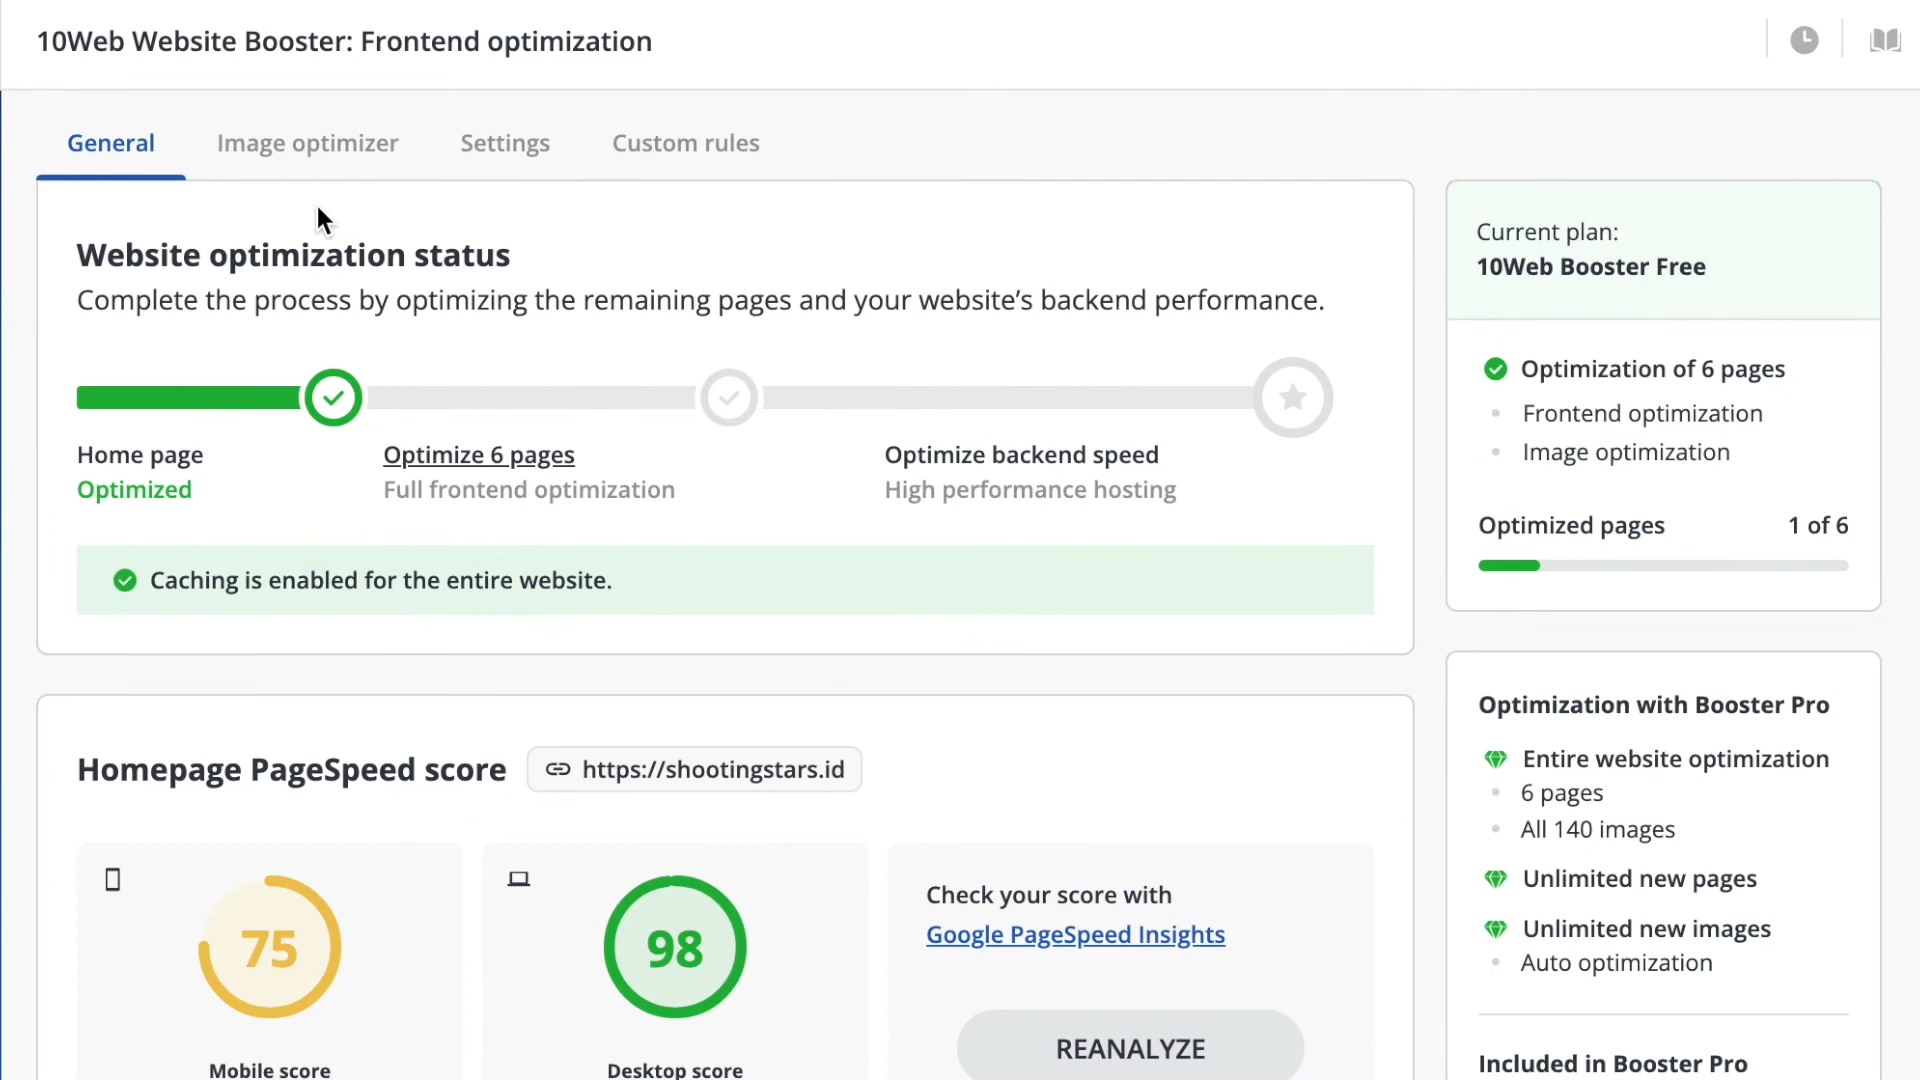 10Web Website Booster: Frontend optimization
General
Image optimizer
Settings
Custom rules
Website optimization status
Complete the process by optimizing the remaining pages and your website’s backend performance.
Home page
Optimized
Optimize 6 pages
Full frontend optimization
Optimize backend speed
High performance hosting
Caching is enabled for the entire website.
Homepage PageSpeed score
https://shootingstars.id
75
Mobile score
98
Desktop score
Check your score with
Google PageSpeed Insights
REANALYZE
Current plan:
10Web Booster Free
Optimization of 6 pages
Frontend optimization
Image optimization
Optimized pages 1 of 6
Optimization with Booster Pro
Entire website optimization
6 pages
All 140 images
Unlimited new pages
Unlimited new images
Auto optimization
Included in Booster Pro